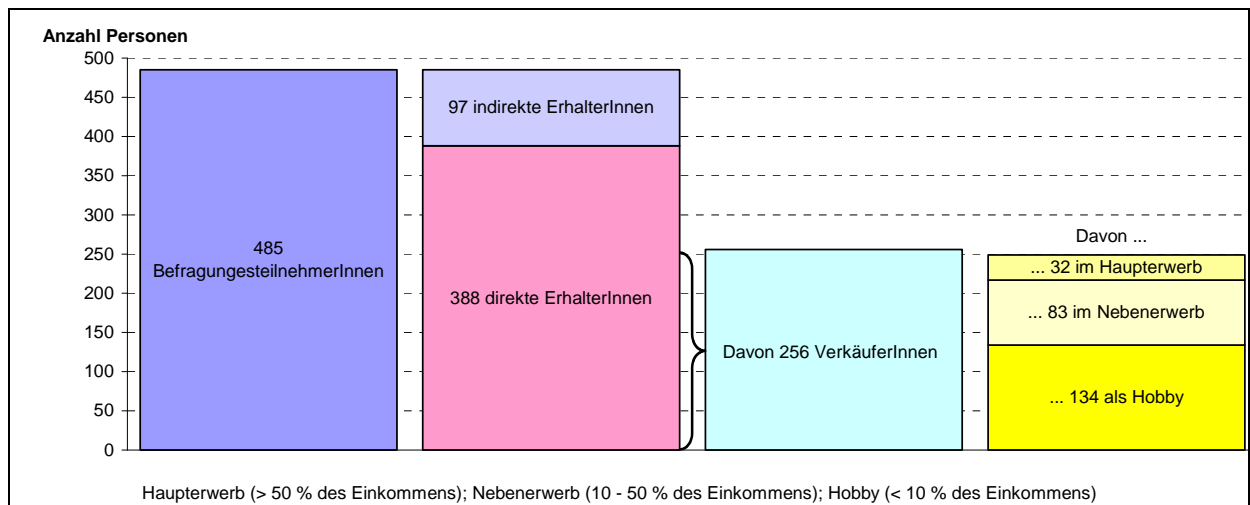 Anzahl Personen
500
450
400
350
300
250
200
150
100
50
0
485
BefragungesteilnehmerInnen
97 indirekte ErhalterInnen
388 direkte ErhalterInnen
Davon 256 VerkäuferInnen
Davon ...
... 32 im Haupterwerb
... 83 im Nebenerwerb
... 134 als Hobby
Haupterwerb (> 50 % des Einkommens); Nebenerwerb (10 - 50 % des Einkommens); Hobby (< 10 % des Einkommens)